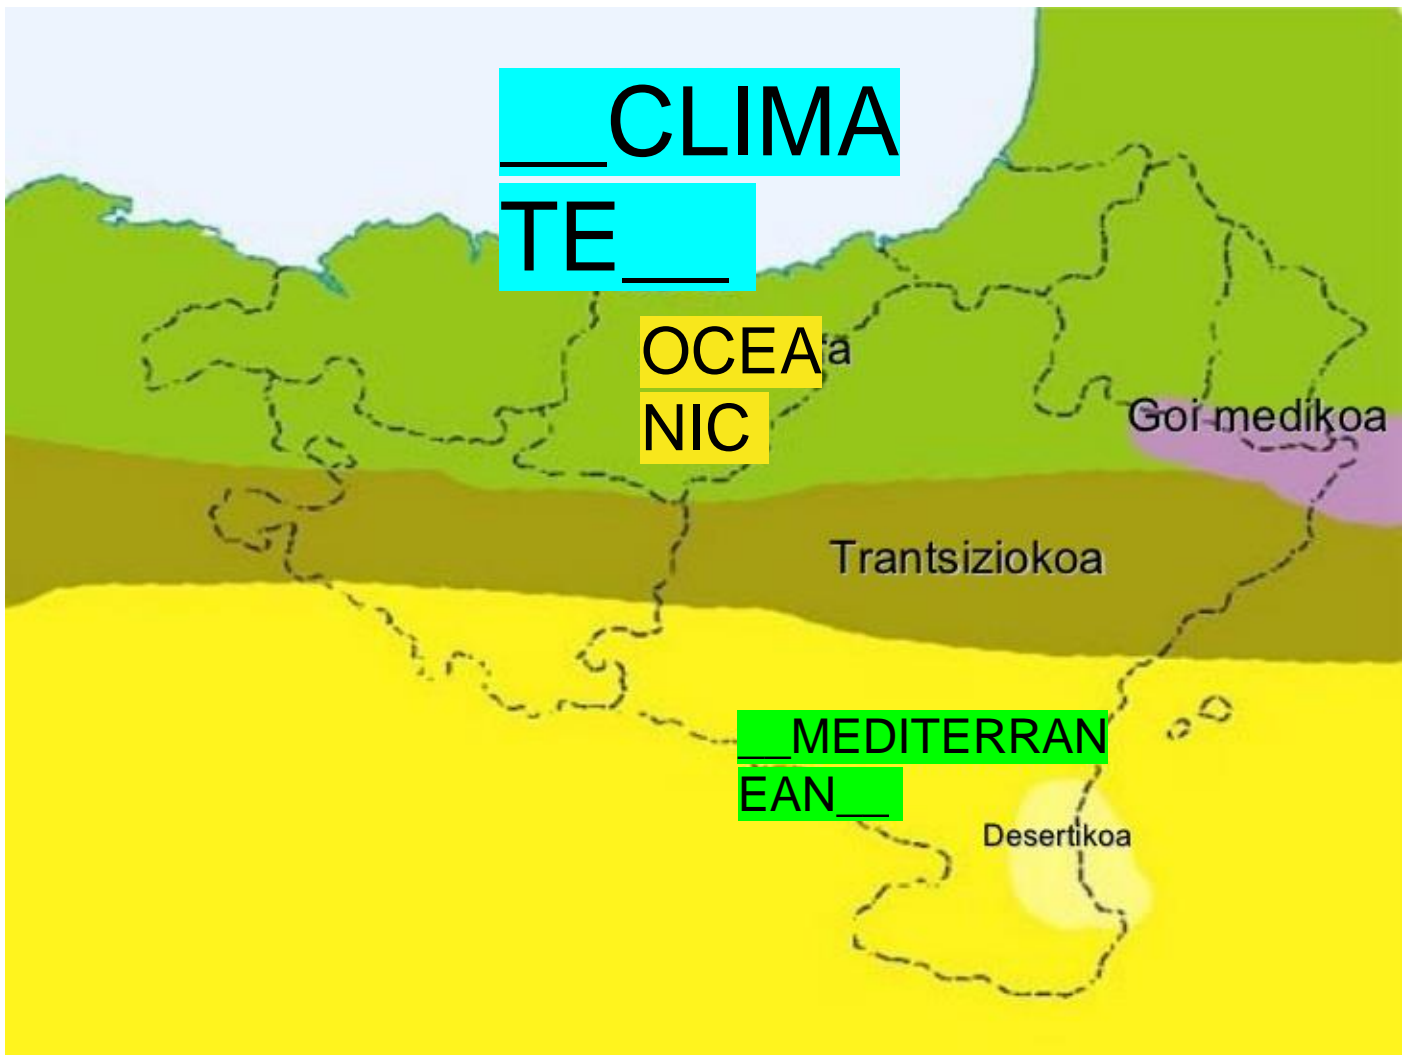 __CLIMA
TE__
OCEA
NIC
Goi medikoa
Trantsiziokoa
__MEDITERRAN
EAN__
Desertikoa